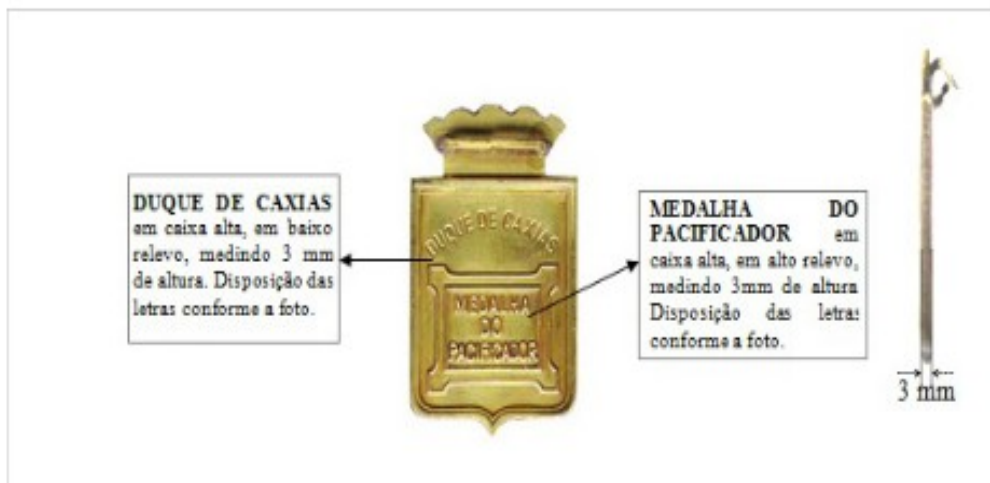 DUQUE DE CAXIAS
em caixa alta, em baixo
relevo, medindo 3 mm
de altura. Disposição das
letras conforme a foto.
DUQUE DE CAXIAS
MEDALHA
DO
PACIFICADOR
MEDALHA DO
PACIFICADOR em
caixa alta, em alto relevo,
medindo 3mm de altura
Disposição das letras
conforme a foto.
3 mm